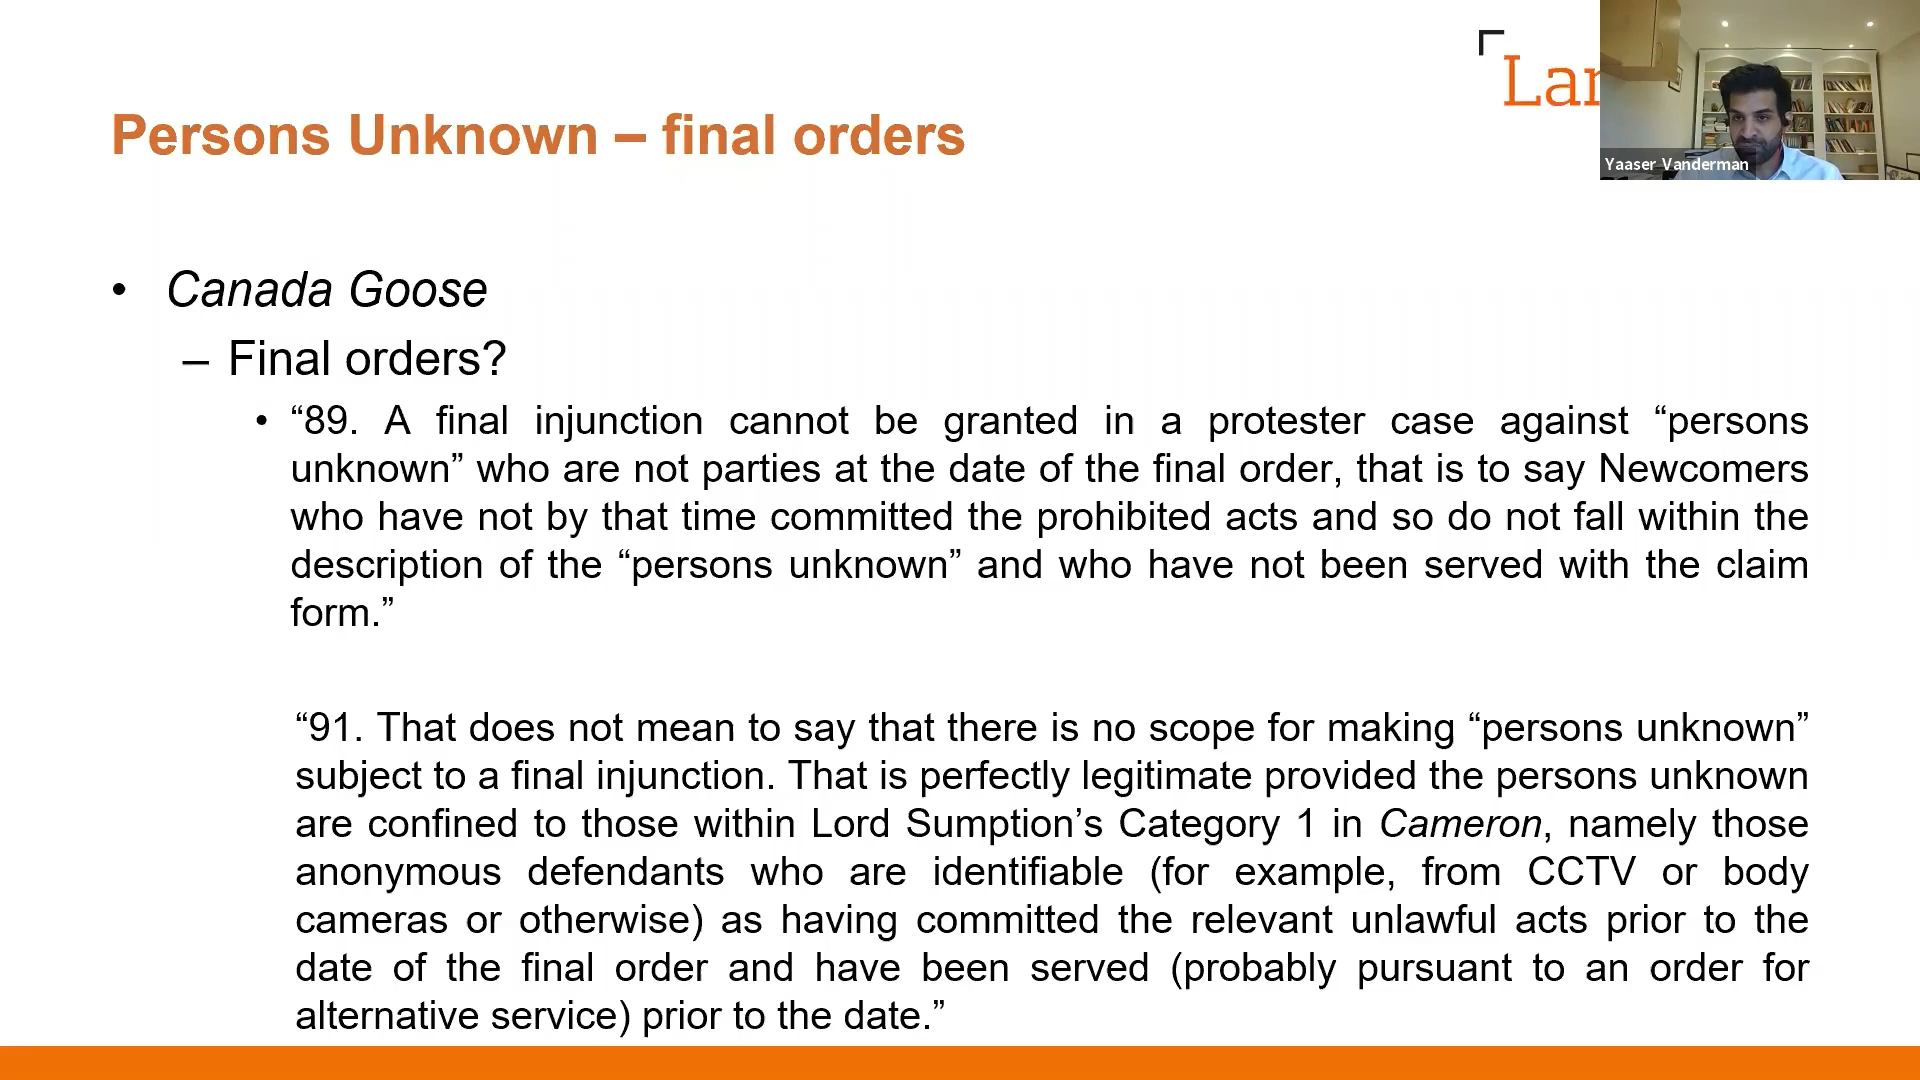 Lan
Yaaser Vanderman
Persons Unknown – final orders
• Canada Goose
– Final orders?
• “89. A final injunction cannot be granted in a protester case against “persons
unknown” who are not parties at the date of the final order, that is to say Newcomers
who have not by that time committed the prohibited acts and so do not fall within the
description of the “persons unknown” and who have not been served with the claim
form.”
“91. That does not mean to say that there is no scope for making “persons unknown”
subject to a final injunction. That is perfectly legitimate provided the persons unknown
are confined to those within Lord Sumption’s Category 1 in Cameron, namely those
anonymous defendants who are identifiable (for example, from CCTV or body
cameras or otherwise) as having committed the relevant unlawful acts prior to the
date of the final order and have been served (probably pursuant to an order for
alternative service) prior to the date.”